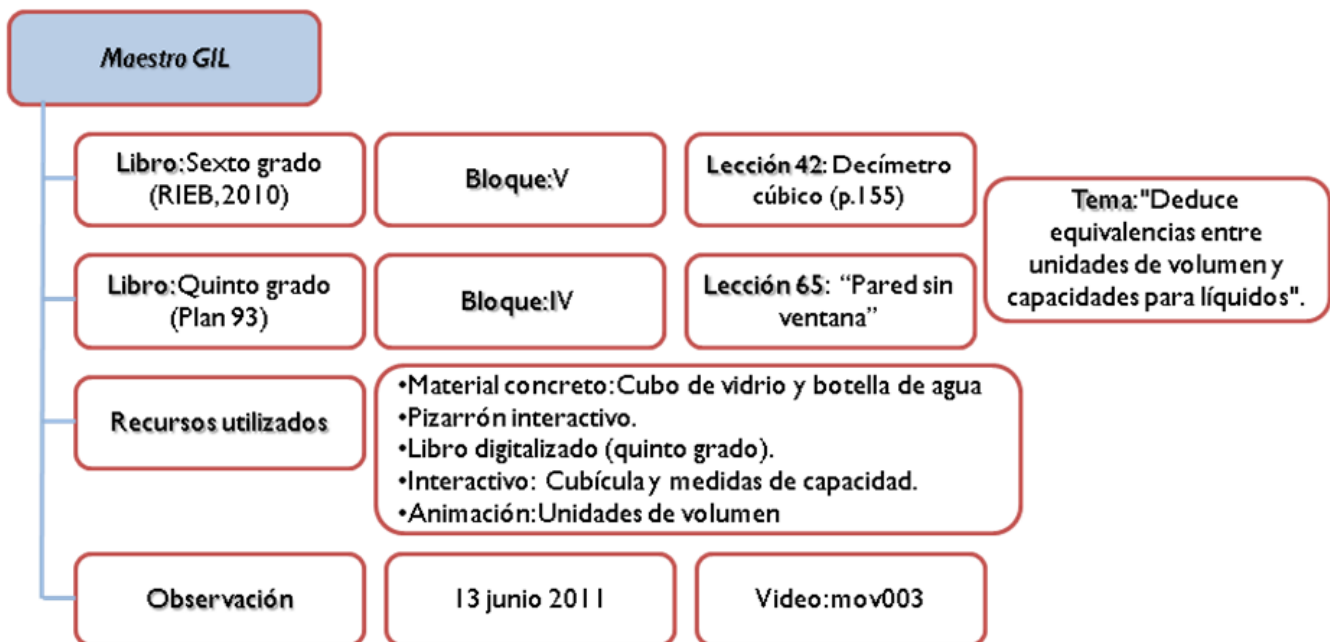 Maestro GIL
Libro:Sexto grado
(RIEB,2010)
Bloque:V
Lección 42: Decímetro
cúbico (p.155)
Tema:"Deduce
equivalencias entre
unidades de volumen y
capacidades para líquidos".
Libro:Quinto grado
(Plan 93)
Bloque:IV
Lección 65: “Pared sin
ventana”
Recursos utilizados
•Material concreto:Cubo de vidrio y botella de agua
•Pizarrón interactivo.
•Libro digitalizado (quinto grado).
•Interactivo: Cubícula y medidas de capacidad.
•Animación:Unidades de volumen
Observación
13 junio 2011
Video:mov003